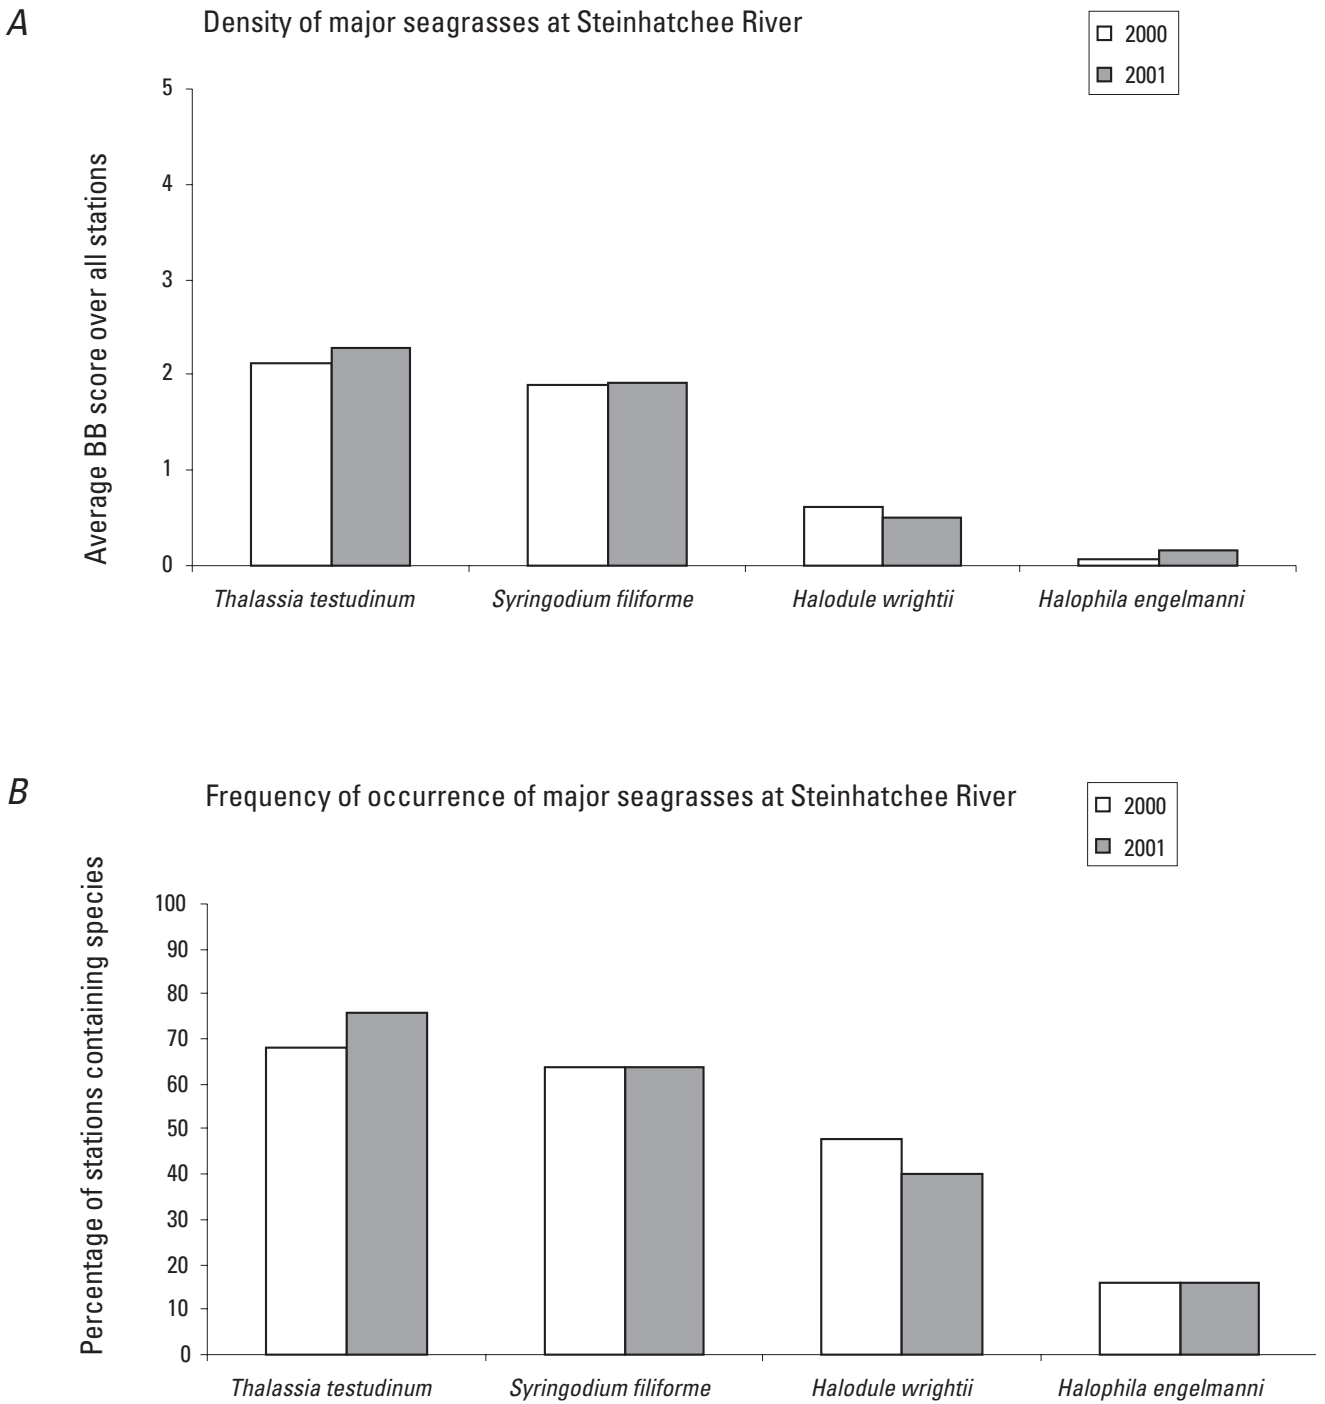 A
Density of major seagrasses at Steinhatchee River
2000
2001
Average BB score over all stations
5
4
3
2
1
0
Thalassia testudinum
Syringodium filiforme
Halodule wrightii
Halophila engelmanni
B
Frequency of occurrence of major seagrasses at Steinhatchee River
2000
2001
Percentage of stations containing species
100
90
80
70
60
50
40
30
20
10
0
Thalassia testudinum
Syringodium filiforme
Halodule wrightii
Halophila engelmanni